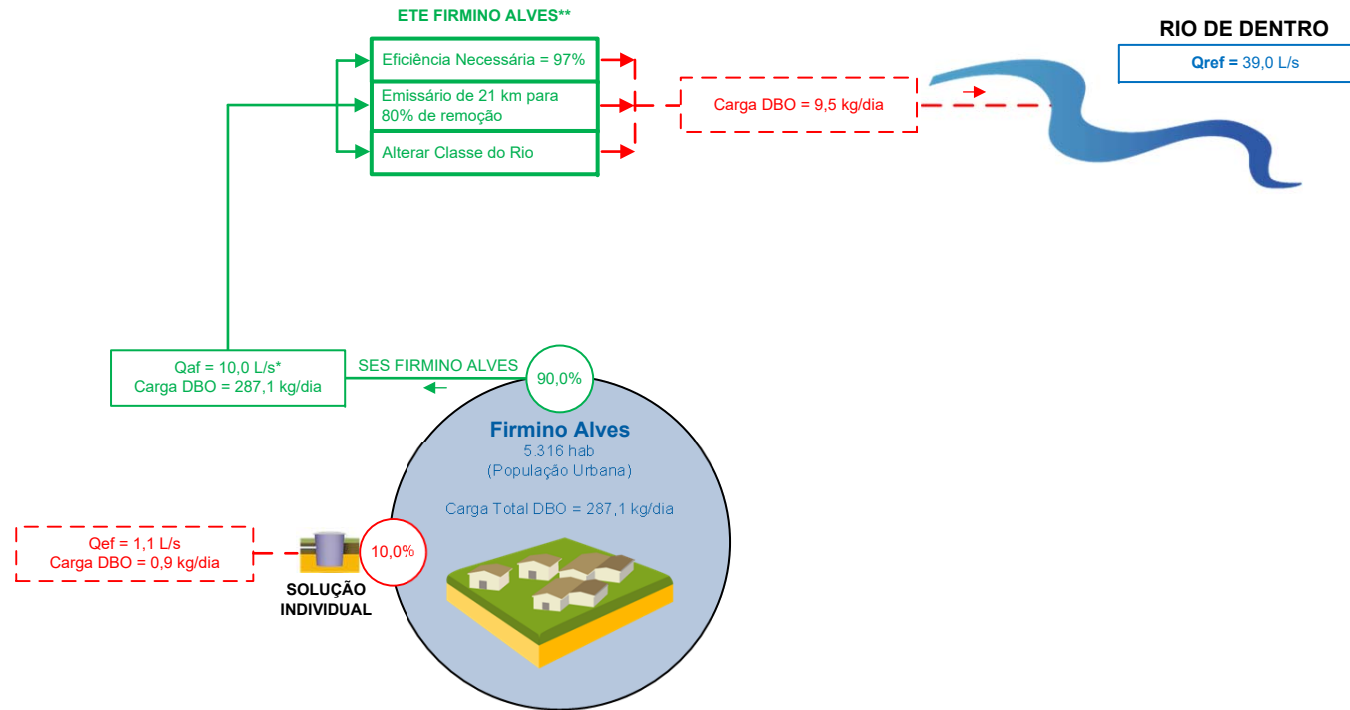 ETE FIRMINO ALVES**
Eficiência Necessária = 97%
Emissário de 21 km para
80% de remoção
Alterar Classe do Rio
Carga DBO = 9,5 kg/dia
RIO DE DENTRO
Qref = 39,0 L/s
Qaf = 10,0 L/s*
Carga DBO = 287,1 kg/dia
SES FIRMINO ALVES
90,0%
Firmino Alves
5.316 hab
(População Urbana)
Carga Total DBO = 287,1 kg/dia
Qef = 1,1 L/s
Carga DBO = 0,9 kg/dia
10,0%
SOLUÇÃO
INDIVIDUAL